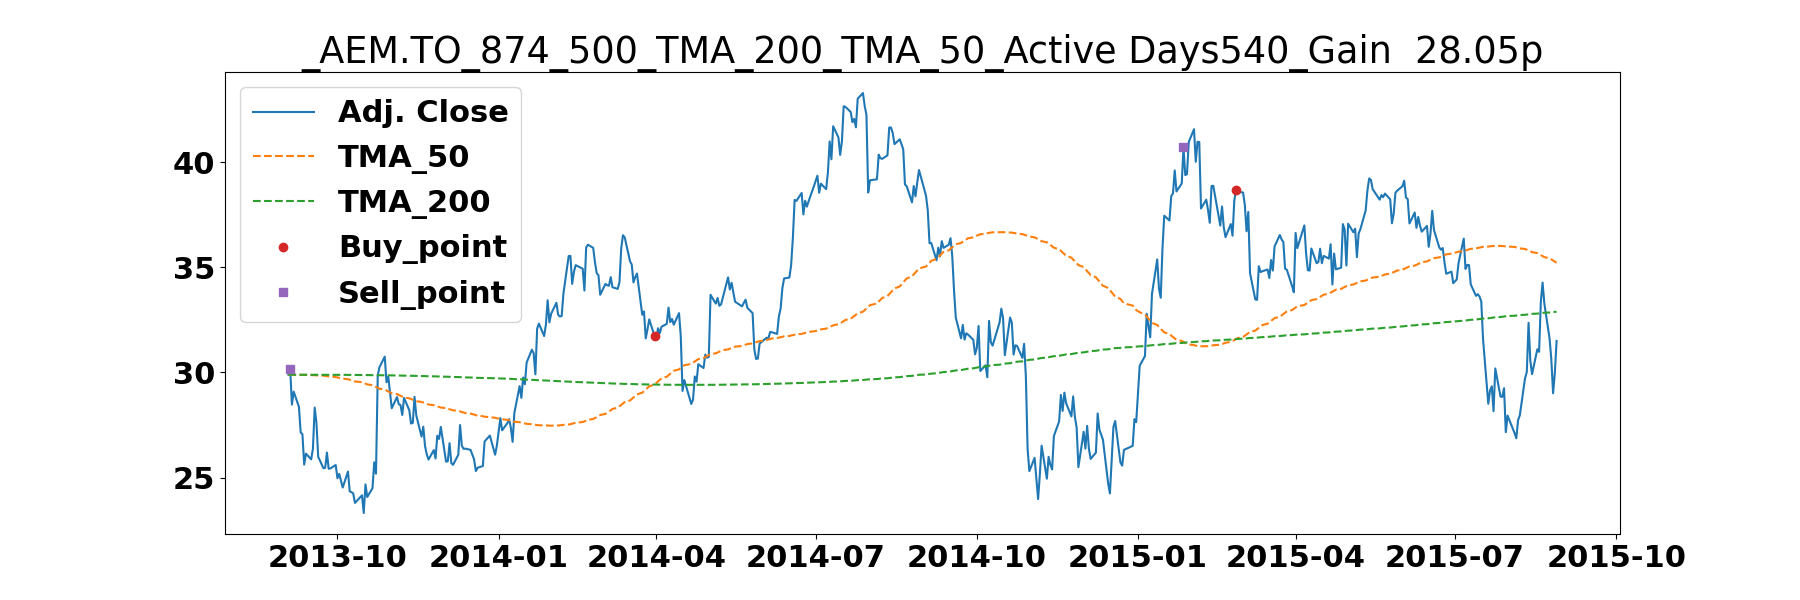 _AEM.TO_874_500_TMA_200_TMA_50_Active Days540_Gain  28.05p
Adj. Close
TMA_50
TMA_200
Buy_point
Sell_point
40
35
30
25
2013-10 2014-01 2014-04 2014-07 2014-10 2015-01 2015-04 2015-07 2015-10